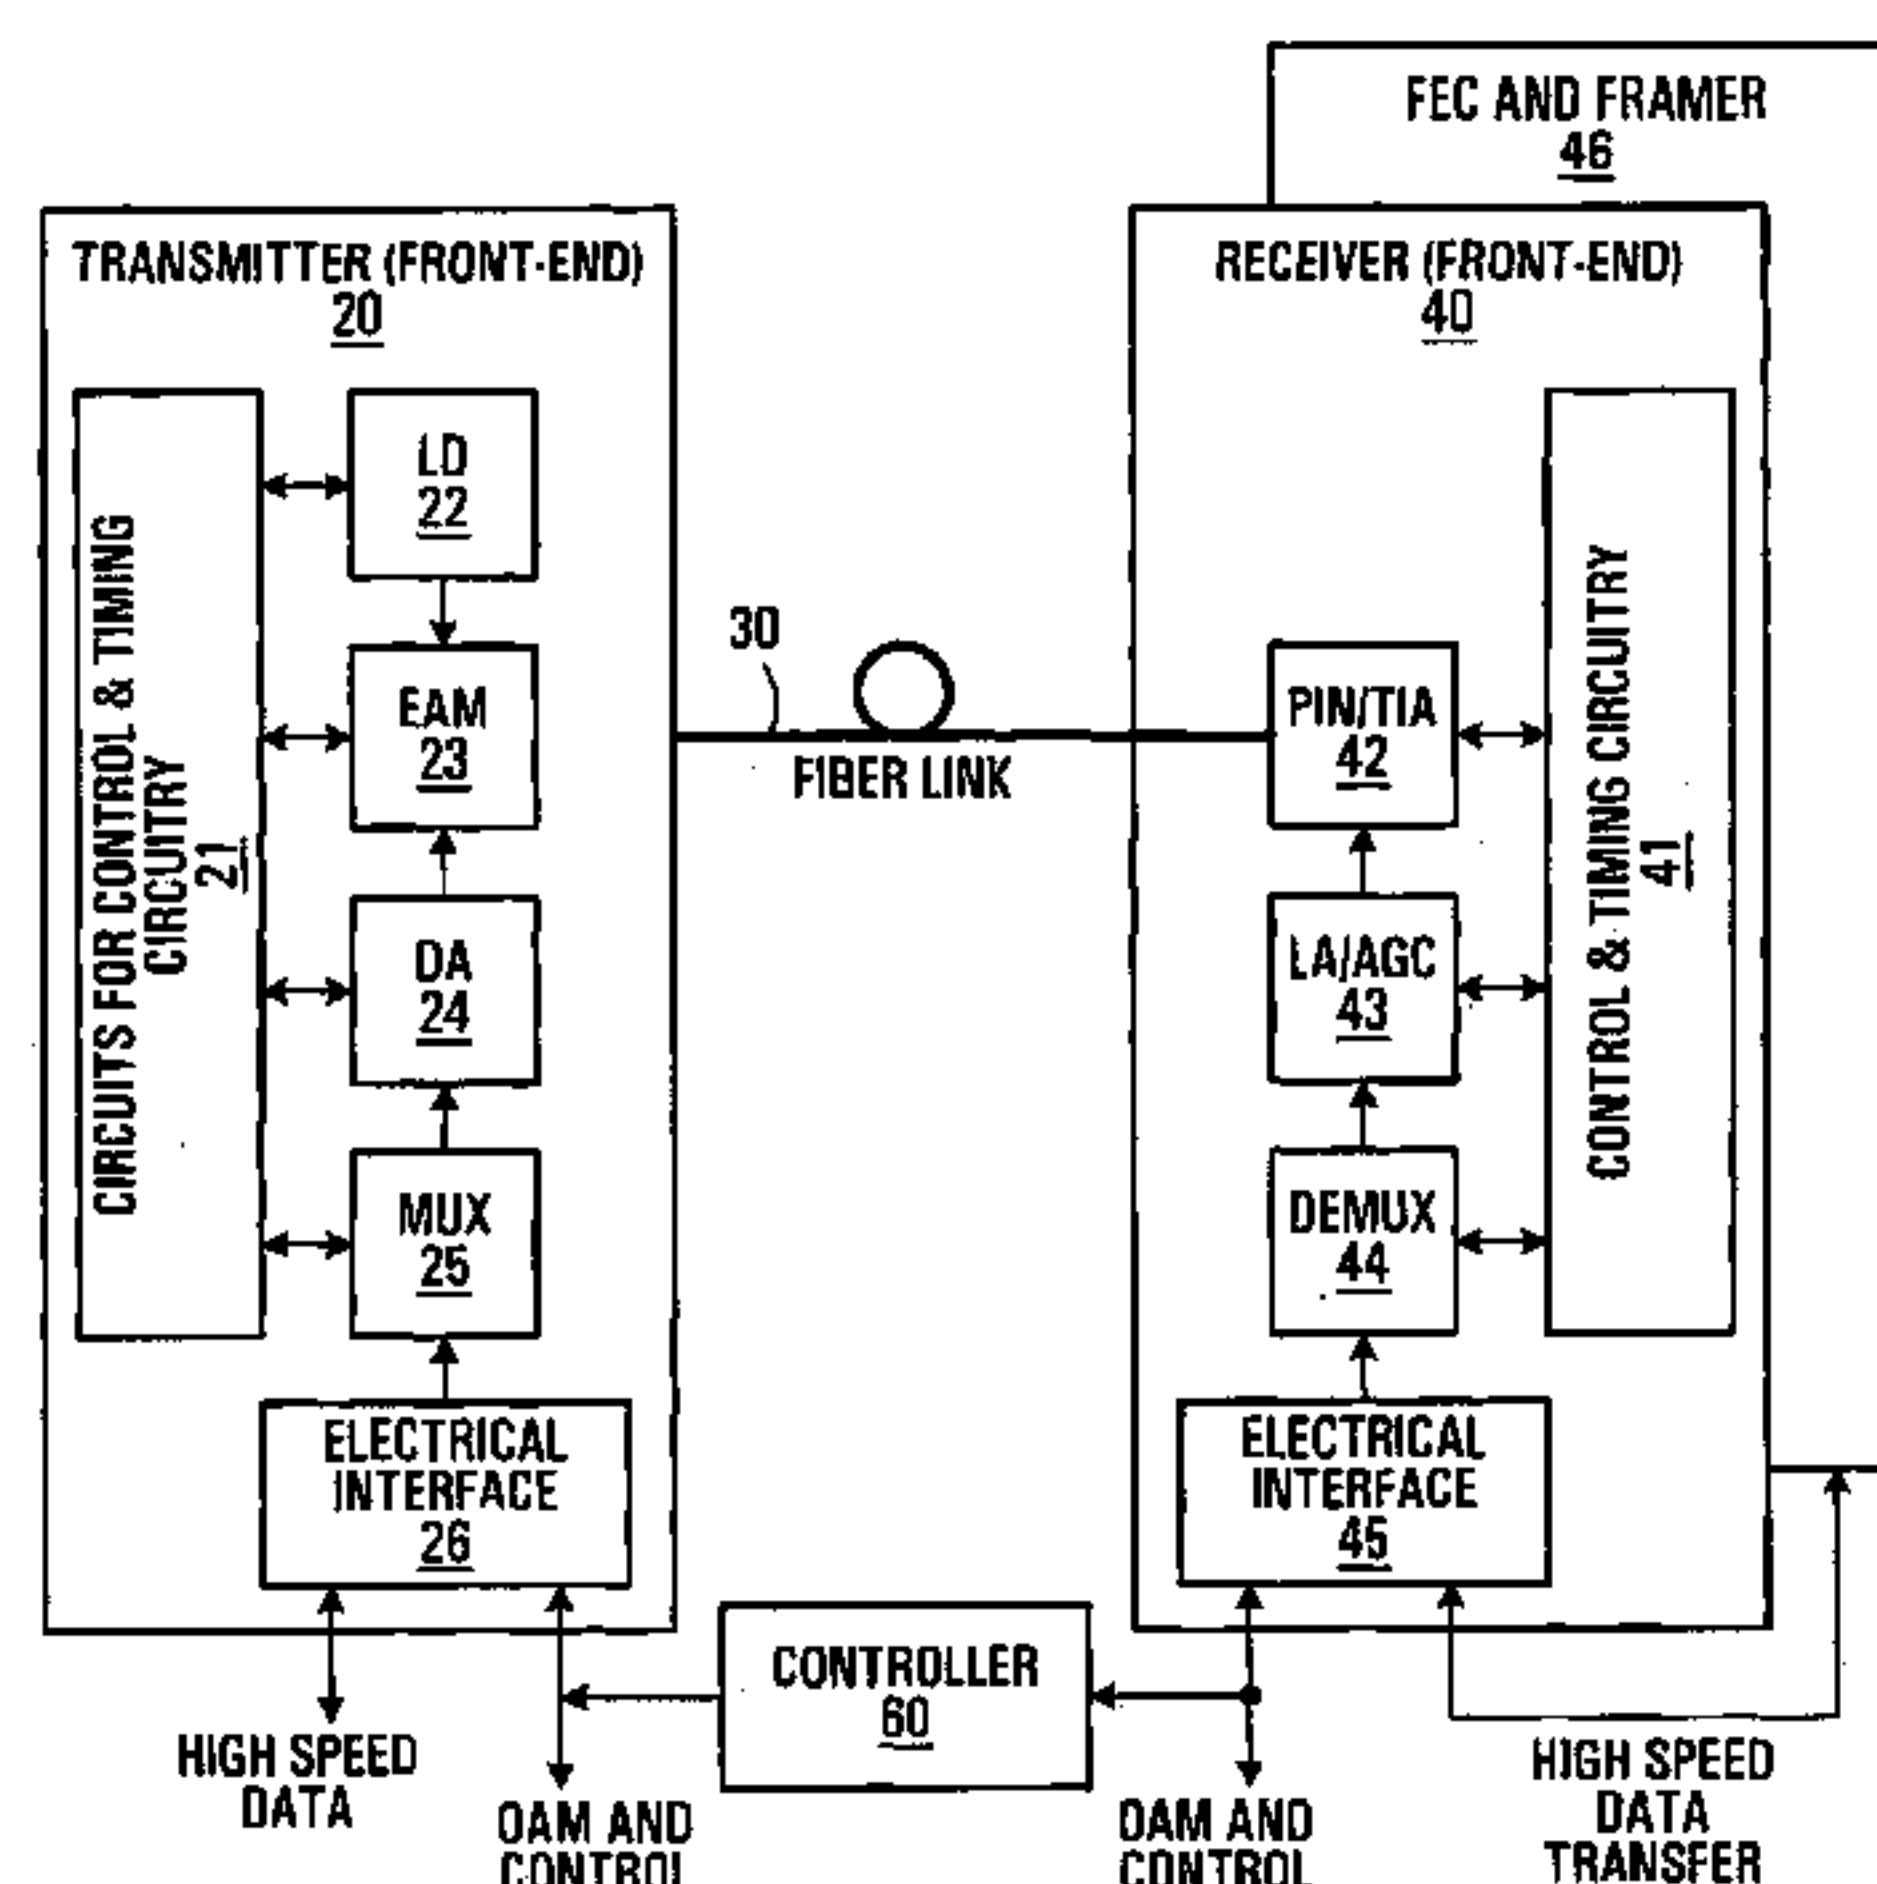 FEC AND FRAMER
46
TRANSMITTER (FRONT-END)
20
RECEIVER (FRONT-END)
40
CIRCUITS FOR CONTROL & TIMING
CIRCUITRY
21
LD
22
EAM
23
DA
24
MUX
25
ELECTRICAL
INTERFACE
26
30
FIBER LINK
PIN/TIA
42
LA/AGC
43
DEMUX
44
ELECTRICAL
INTERFACE
45
CONTROL & TIMING CIRCUITRY
41
CONTROLLER
60
HIGH SPEED
DATA
OAM AND
CONTROL
OAM AND
CONTROL
HIGH SPEED
DATA
TRANSFER